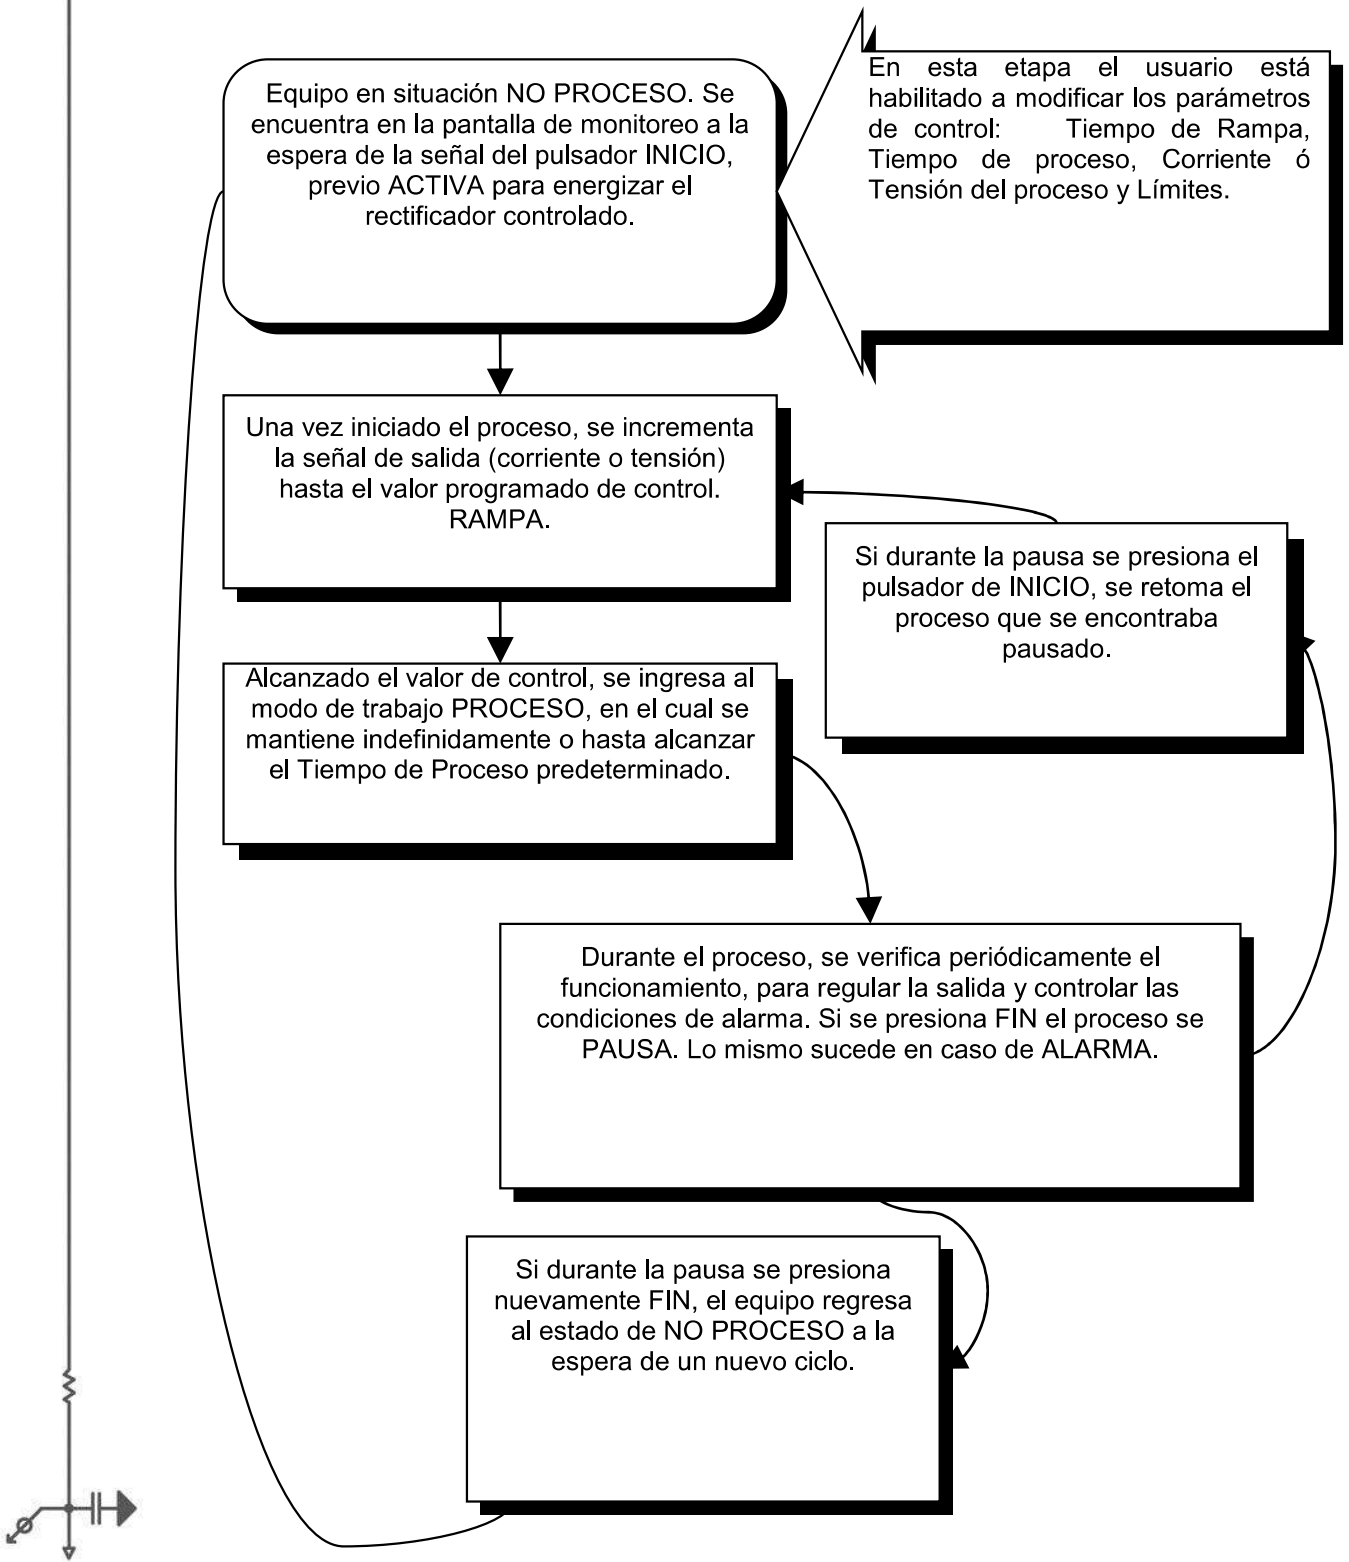 Equipo en situación NO PROCESO. Se
encuentra en la pantalla de monitoreo a la
espera de la señal del pulsador INICIO,
previo ACTIVA para energizar el
rectificador controlado.
En esta etapa el usuario está
habilitado a modificar los parámetros
de control: Tiempo de Rampa,
Tiempo de proceso, Corriente ó
Tensión del proceso y Límites.
Una vez iniciado el proceso, se incrementa
la señal de salida (corriente o tensión)
hasta el valor programado de control.
RAMPA.
Si durante la pausa se presiona el
pulsador de INICIO, se retoma el
proceso que se encontraba
pausado.
Alcanzado el valor de control, se ingresa al
modo de trabajo PROCESO, en el cual se
mantiene indefinidamente o hasta alcanzar
el Tiempo de Proceso predeterminado.
Durante el proceso, se verifica periódicamente el
funcionamiento, para regular la salida y controlar las
condiciones de alarma. Si se presiona FIN el proceso se
PAUSA. Lo mismo sucede en caso de ALARMA.
Si durante la pausa se presiona
nuevamente FIN, el equipo regresa
al estado de NO PROCESO a la
espera de un nuevo ciclo.